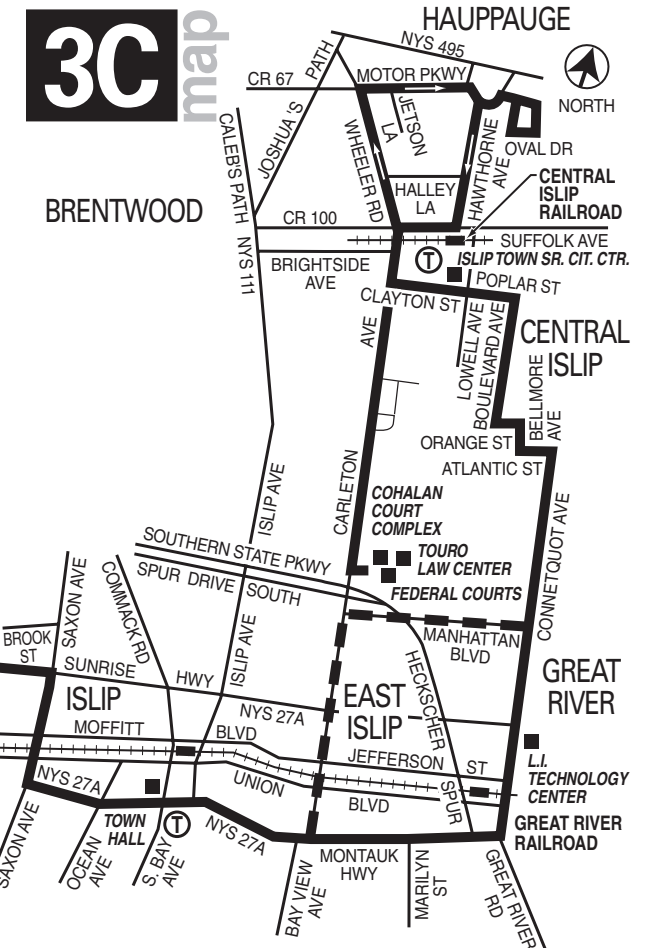 3C
map
HAUPPAUGE
NYS 495
NORTH
CR 67
MOTOR PKWY
JOSHUA'S PATH
JETSON
LA
WHEELER RD
HAWTHORNE
AVE
OVAL DR
HALLEY
LA
CENTRAL
ISLIP
RAILROAD
CALEB'S PATH NYS 111
BRENTWOOD
CR 100
SUFFOLK AVE
T
ISLIP TOWN SR. CIT. CTR.
BRIGHTSIDE
AVE
POPLAR ST
CLAYTON ST
CARLETON AVE
LOWELL AVE
BOULEVARD AVE
CENTRAL
ISLIP
BELLMORE
AVE
ORANGE ST
ATLANTIC ST
ISLIP AVE
COHALAN
COURT
COMPLEX
TOURO
LAW CENTER
FEDERAL COURTS
CONNETQUOT AVE
SOUTHERN STATE PKWY
SPUR DRIVE SOUTH
SAXON AVE
COMMACK RD
ISLIP AVE
BROOK
ST
MANHATTAN
BLVD
SUNRISE HWY
NYS 27A
HECKSCHER SPUR
GREAT
RIVER
ISLIP
EAST
ISLIP
MOFFITT BLVD
JEFFERSON ST
L.I.
TECHNOLOGY
CENTER
UNION BLVD
NYS 27A
TOWN
HALL
T
NYS 27A
GREAT RIVER
RAILROAD
SAXON AVE
OCEAN
AVE
S. BAY
AVE
BAY VIEW
AVE
MONTAUK
HWY
MARILYN
ST
GREAT RIVER
RD